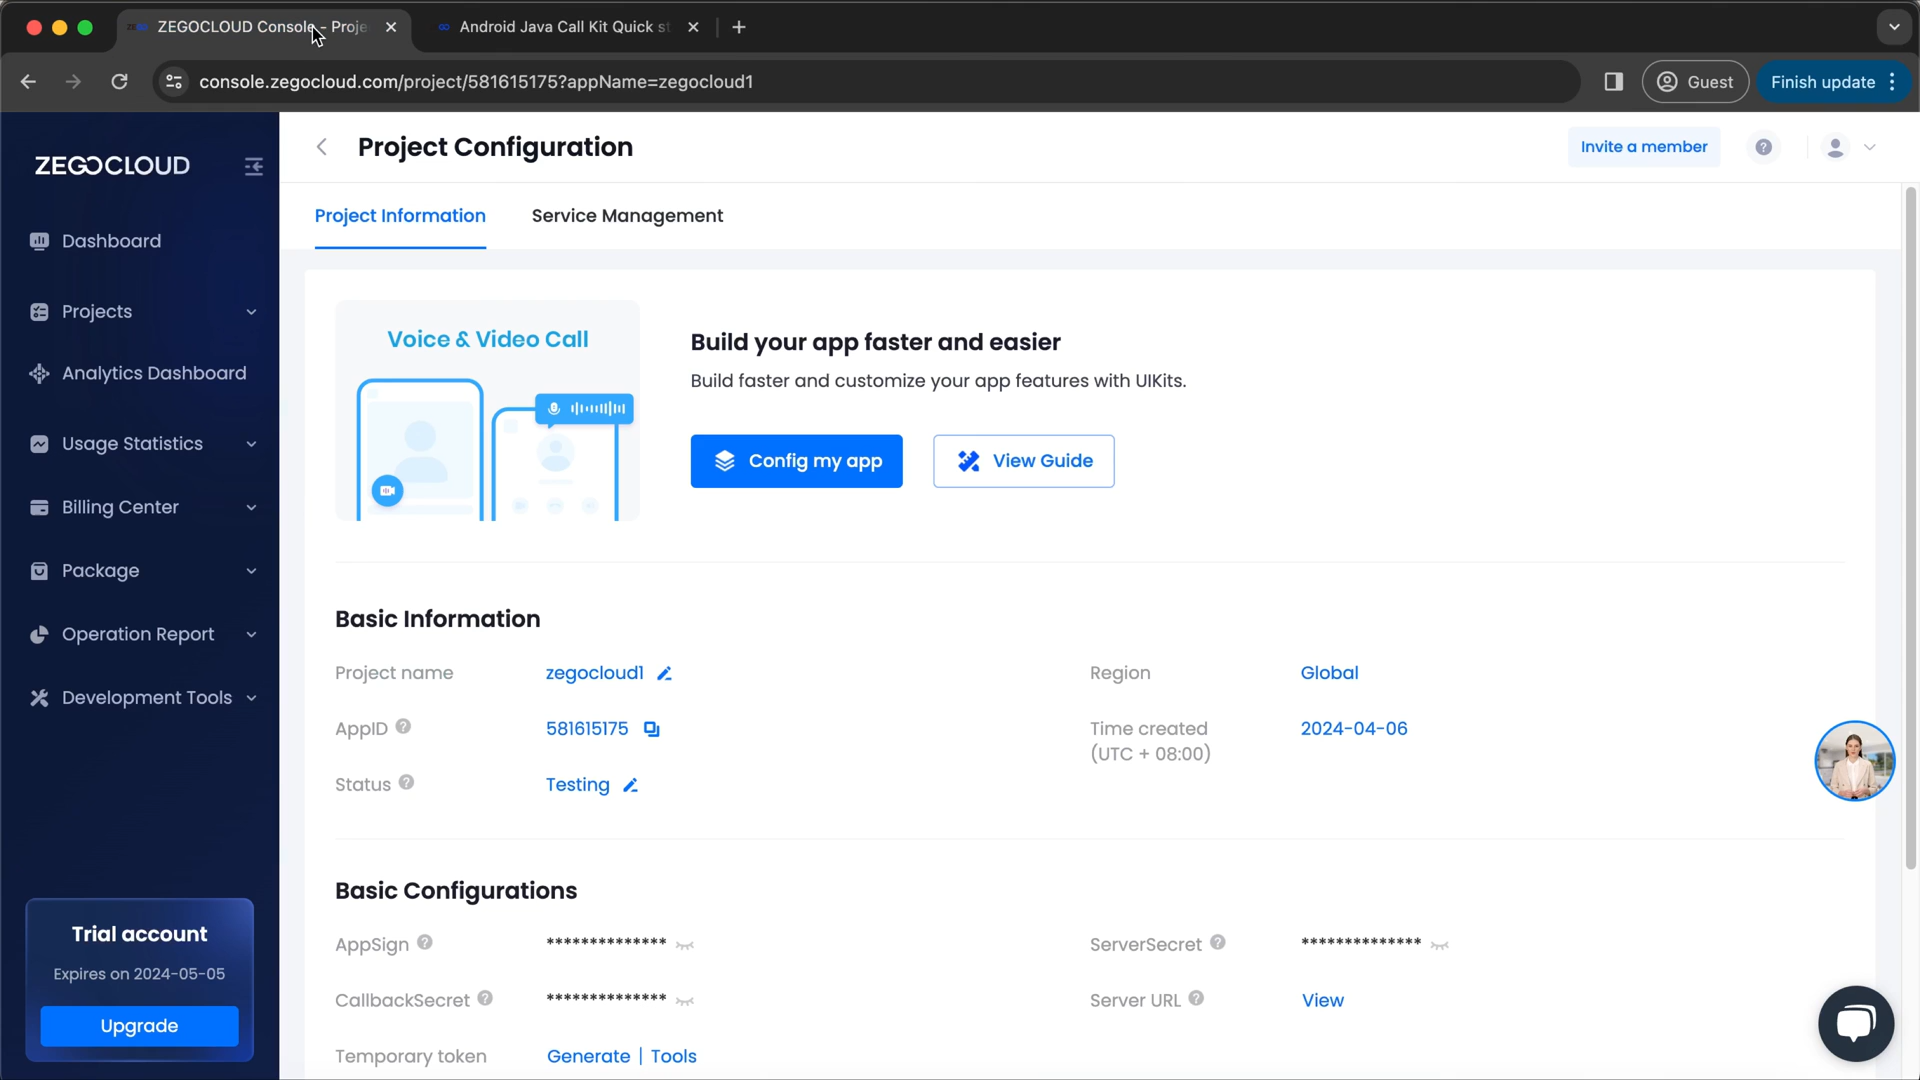 ZEGOCLOUD Console - Proje
Android Java Call Kit Quick st
console.zegocloud.com/project/581615175?appName=zegocloud1
Guest
Finish update
ZEGOCLOUD
Project Configuration
Invite a member
Project Information
Service Management
Dashboard
Projects
Analytics Dashboard
Usage Statistics
Billing Center
Package
Operation Report
Development Tools
Trial account
Expires on 2024-05-05
Upgrade
Voice & Video Call
Build your app faster and easier
Build faster and customize your app features with UIKits.
Config my app
View Guide
Basic Information
Project name
zegocloud1
Region
Global
AppID
581615175
Time created
(UTC + 08:00)
2024-04-06
Status
Testing
Basic Configurations
AppSign
**************
ServerSecret
**************
CallbackSecret
**************
Server URL
View
Temporary token
Generate | Tools